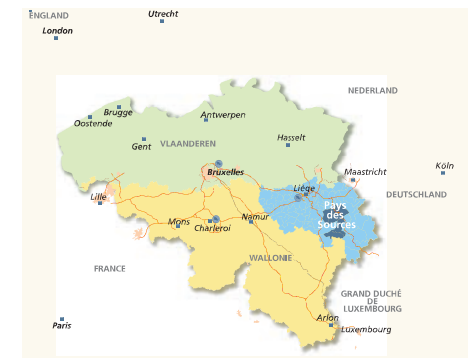 ENGLAND
Utrecht
London
NEDERLAND
Brugge
Oostende
Antwerpen
Gent
VLAANDEREN
Hasselt
Bruxelles
Maastricht
Köln
Lille
Liége
DEUTSCHLAND
Pays
des
Sources
Mons
Charleroi
Namur
WALLONIE
FRANCE
GRAND DUCHÉ
DE
LUXEMBOURG
Paris
Arlon
Luxembourg